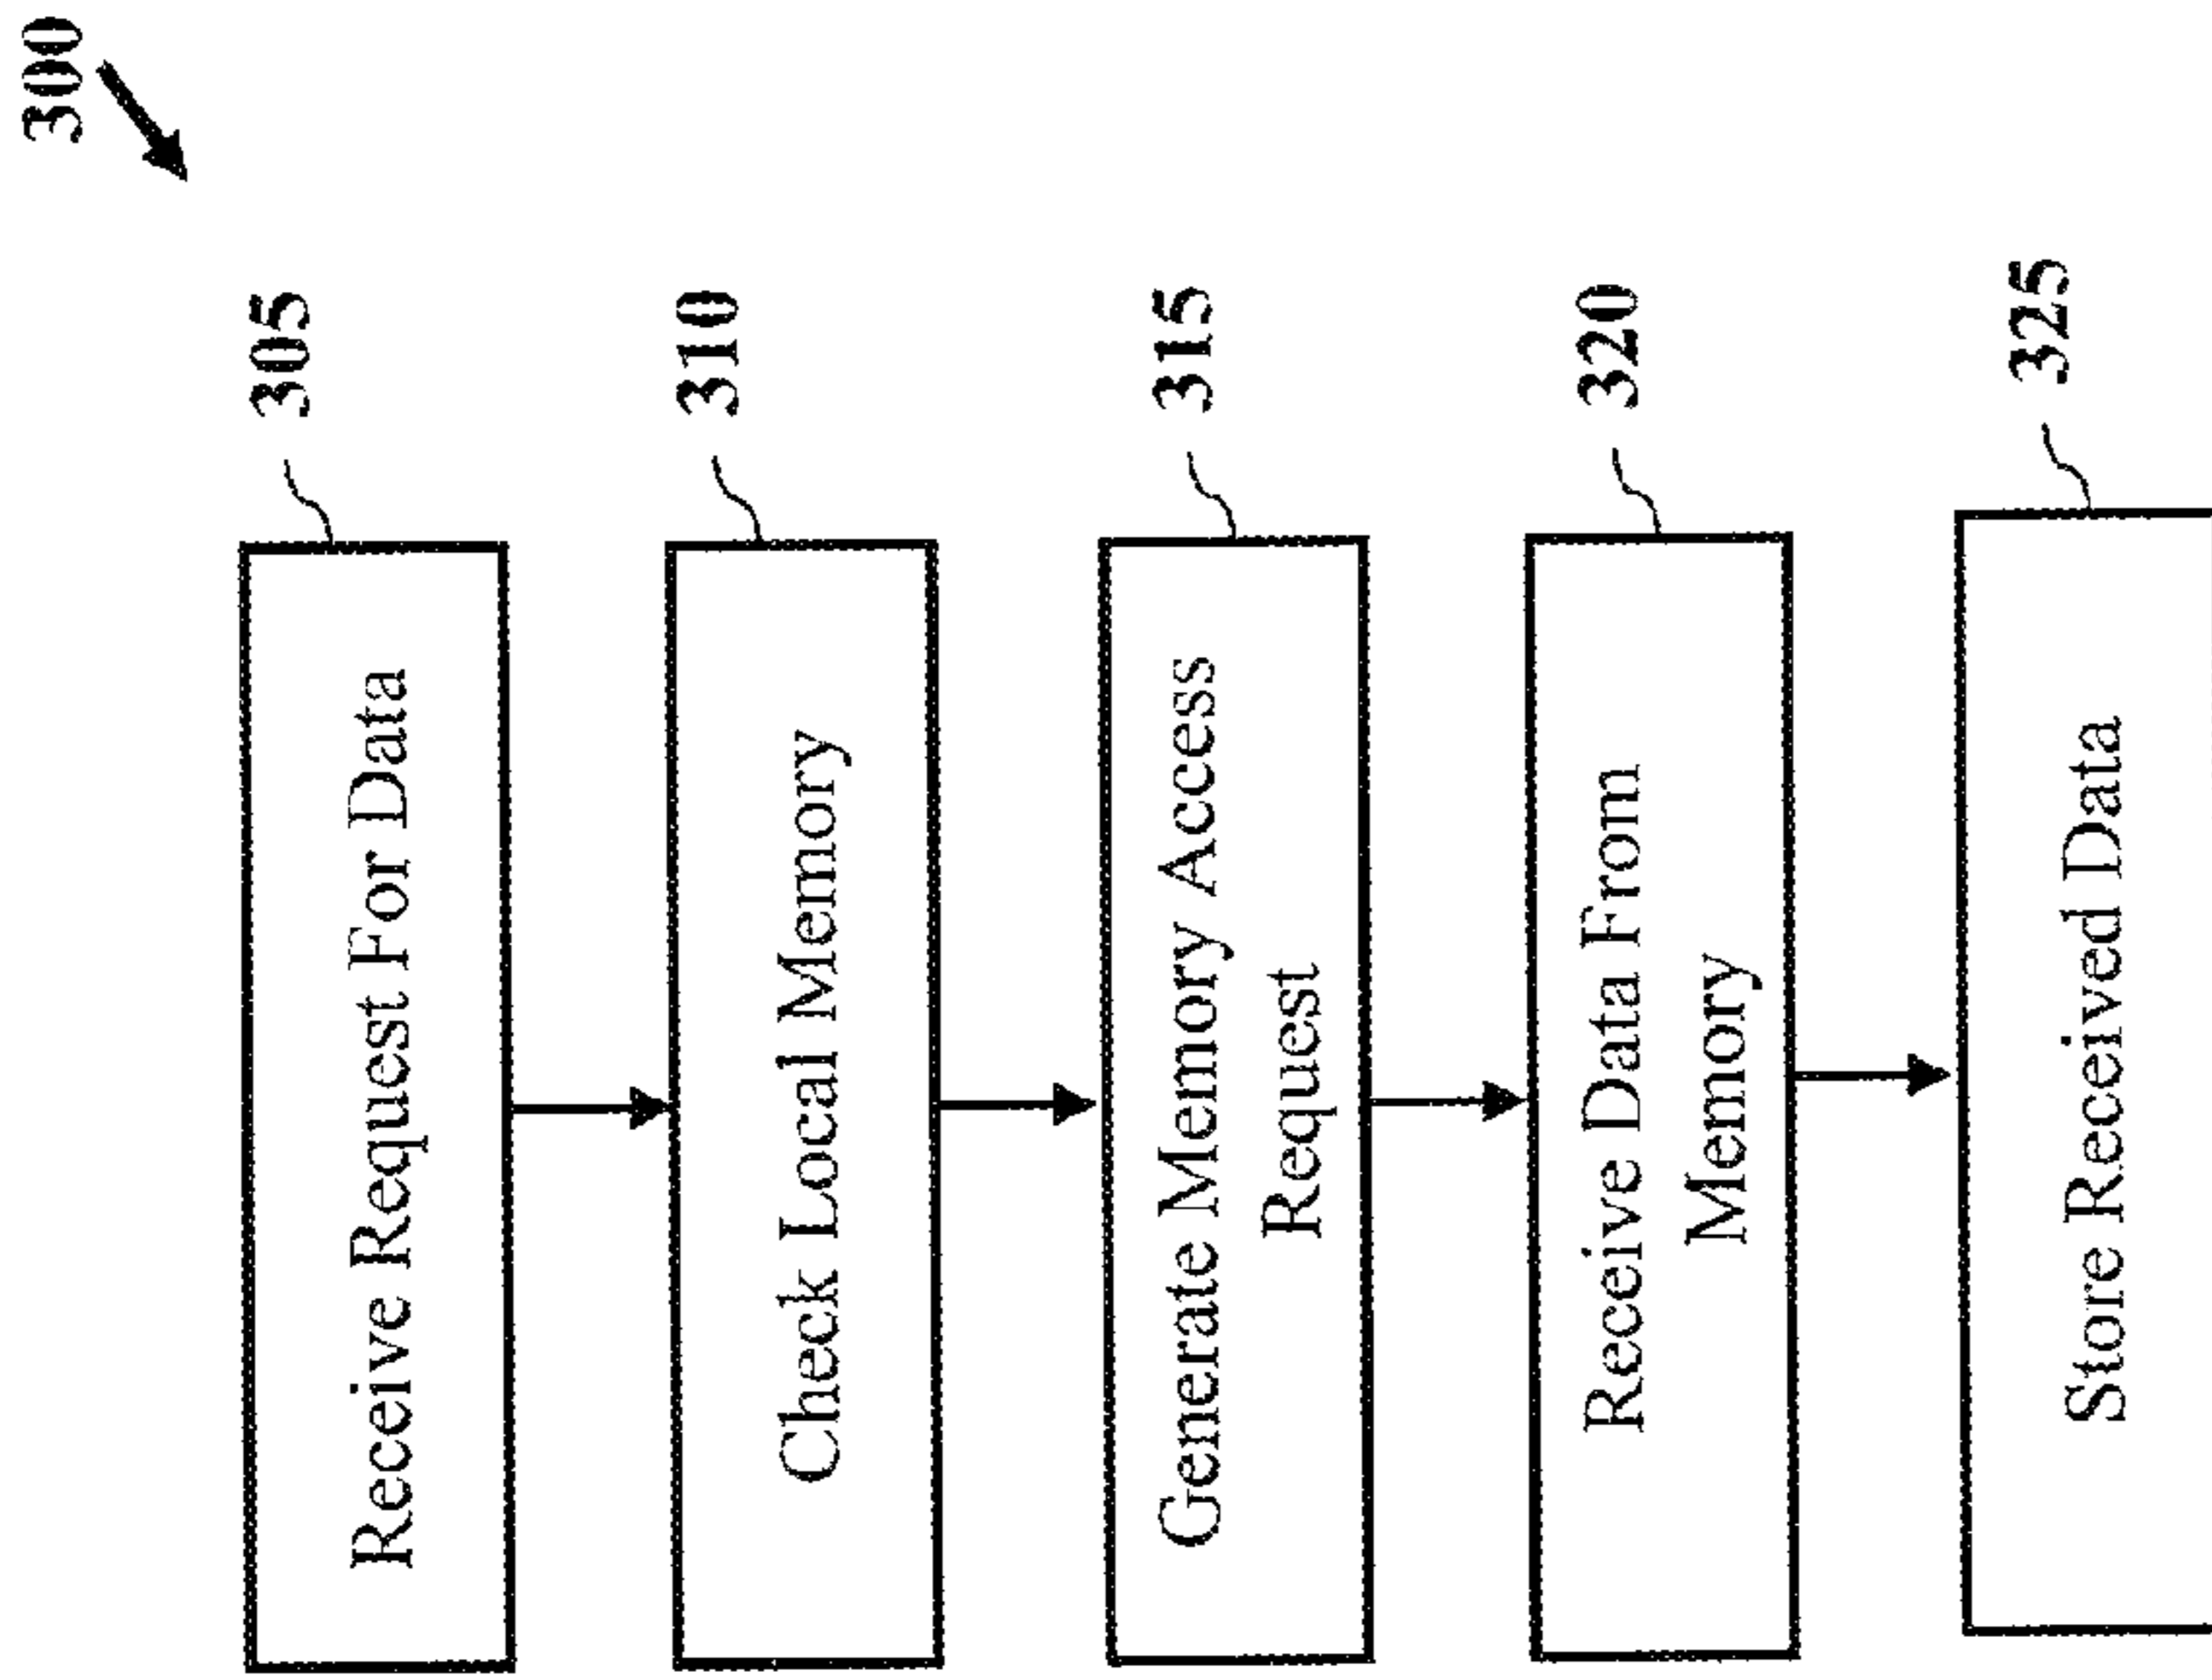 300
Receive Request For Data
305
Check Local Memory
310
Generate Memory Access
Request
315
Receive Data From
Memory
320
Store Received Data
325